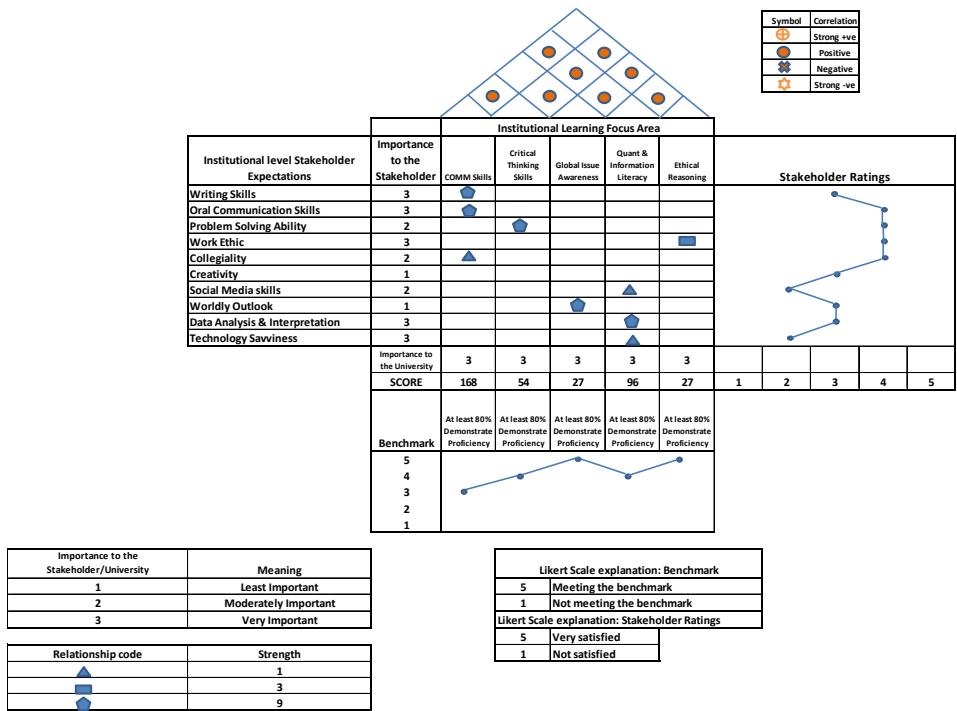 Symbol Correlation
Strong +ve
Positive
Negative
Strong -ve
Institutional Learning Focus Area
Institutional level Stakeholder
Expectations
Importance
to the
Stakeholder
COMM Skills
Critical
Thinking
Skills
Global Issue
Awareness
Quant &
Information
Literacy
Ethical
Reasoning
Stakeholder Ratings
Writing Skills 3
Oral Communication Skills 3
Problem Solving Ability 2
Work Ethic 3
Collegiality 2
Creativity 1
Social Media skills 2
Worldly Outlook 1
Data Analysis & Interpretation 3
Technology Savviness 3
Importance to
the University
3 3 3 3 3
SCORE 168 54 27 96 27 1 2 3 4 5
Benchmark
At least 80%
Demonstrate
Proficiency
At least 80%
Demonstrate
Proficiency
At least 80%
Demonstrate
Proficiency
At least 80%
Demonstrate
Proficiency
At least 80%
Demonstrate
Proficiency
5
4
3
2
1
Importance to the
Stakeholder/University
Meaning
1 Least Important
2 Moderately Important
3 Very Important
Relationship code Strength
1
3
9
Likert Scale explanation: Benchmark
5 Meeting the benchmark
1 Not meeting the benchmark
Likert Scale explanation: Stakeholder Ratings
5 Very satisfied
1 Not satisfied